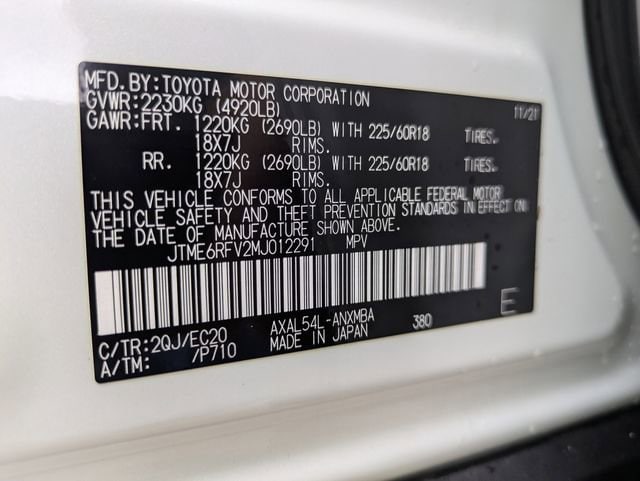 MFD. BY: TOYOTA MOTOR CORPORATION 11/21
GVWR: 2230KG (4920LB)
GAWR: FRT. 1220KG (2690LB) WITH 225/60R18 TIRES.
18X7J RIMS.
RR. 1220KG (2690LB) WITH 225/60R18 TIRES.
18X7J RIMS.
THIS VEHICLE CONFORMS TO ALL APPLICABLE FEDERAL MOTOR
VEHICLE SAFETY AND THEFT PREVENTION STANDARDS IN EFFECT ON
THE DATE OF MANUFACTURE SHOWN ABOVE.
JTME6RFV2MJ012291 MPV
C/TR: 2QJ/EC20 AXAL54L-ANXMBA 380 E
A/TM: /P710 MADE IN JAPAN